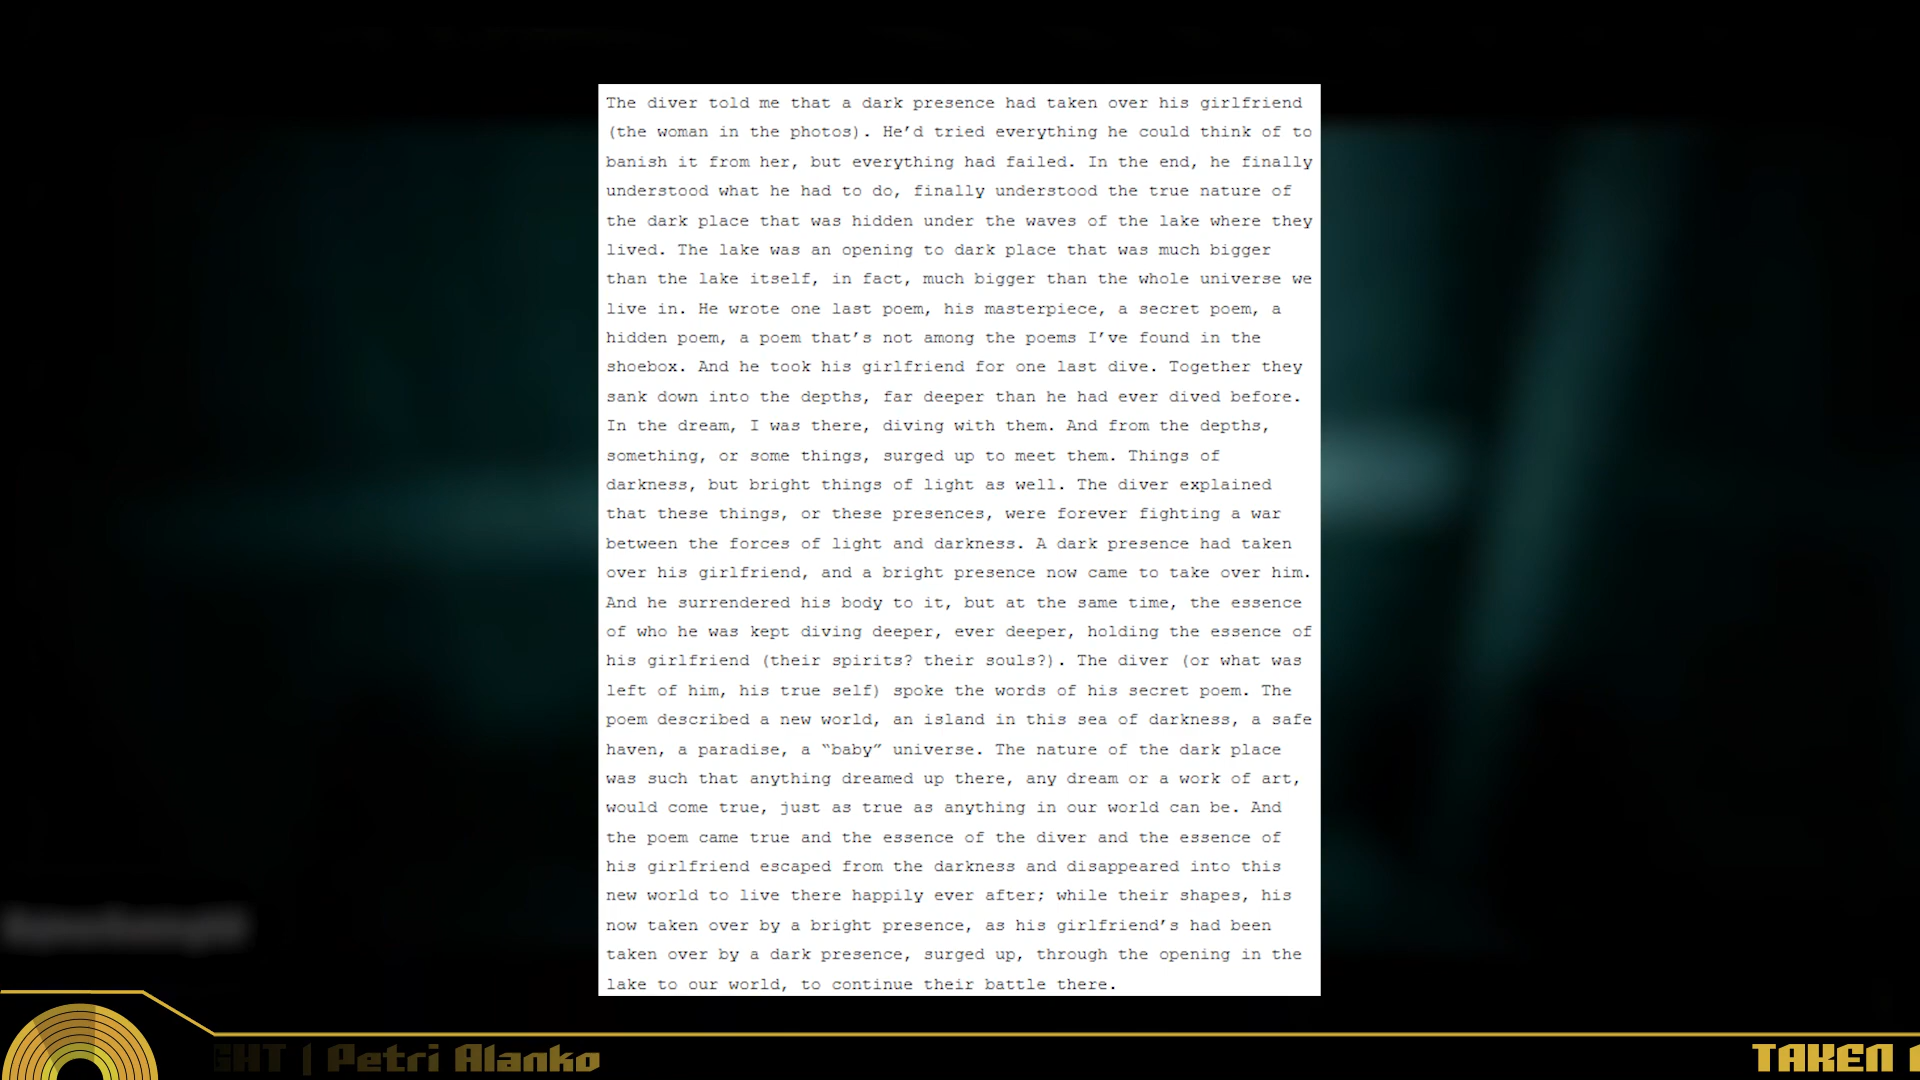 The diver told me that a dark presence had taken over his girlfriend
(the woman in the photos). He’d tried everything he could think of to
banish it from her, but everything had failed. In the end, he finally
understood what he had to do, finally understood the true nature of
the dark place that was hidden under the waves of the lake where they
lived. The lake was an opening to dark place that was much bigger
than the lake itself, in fact, much bigger than the whole universe we
live in. He wrote one last poem, his masterpiece, a secret poem, a
hidden poem, a poem that’s not among the poems I’ve found in the
shoebox. And he took his girlfriend for one last dive. Together they
sank down into the depths, far deeper than he had ever dived before.
In the dream, I was there, diving with them. And from the depths,
something, or some things, surged up to meet them. Things of
darkness, but bright things of light as well. The diver explained
that these things, or these presences, were forever fighting a war
between the forces of light and darkness. A dark presence had taken
over his girlfriend, and a bright presence now came to take over him.
And he surrendered his body to it, but at the same time, the essence
of who he was kept diving deeper, ever deeper, holding the essence of
his girlfriend (their spirits? their souls?). The diver (or what was
left of him, his true self) spoke the words of his secret poem. The
poem described a new world, an island in this sea of darkness, a safe
haven, a paradise, a “baby” universe. The nature of the dark place
was such that anything dreamed up there, any dream or a work of art,
would come true, just as true as anything in our world can be. And
the poem came true and the essence of the diver and the essence of
his girlfriend escaped from the darkness and disappeared into this
new world to live there happily ever after; while their shapes, his
now taken over by a bright presence, as his girlfriend’s had been
taken over by a dark presence, surged up, through the opening in the
lake to our world, to continue their battle there.
GHT | Petri Alanko
TAKEN